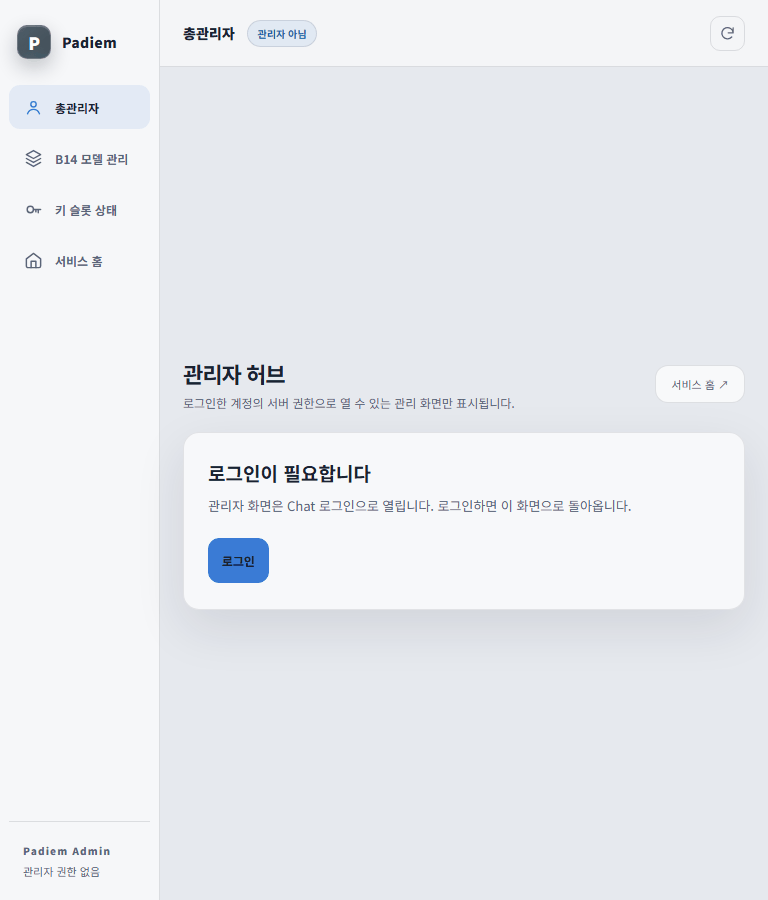 P Padiem
총관리자
B14 모델 관리
키 슬롯 상태
서비스 홈
Padiem Admin
관리자 권한 없음
총관리자 관리자 아님
관리자 허브
로그인한 계정의 서버 권한으로 열 수 있는 관리 화면만 표시됩니다.
서비스 홈 ↗
로그인이 필요합니다
관리자 화면은 Chat 로그인으로 열립니다. 로그인하면 이 화면으로 돌아옵니다.
로그인